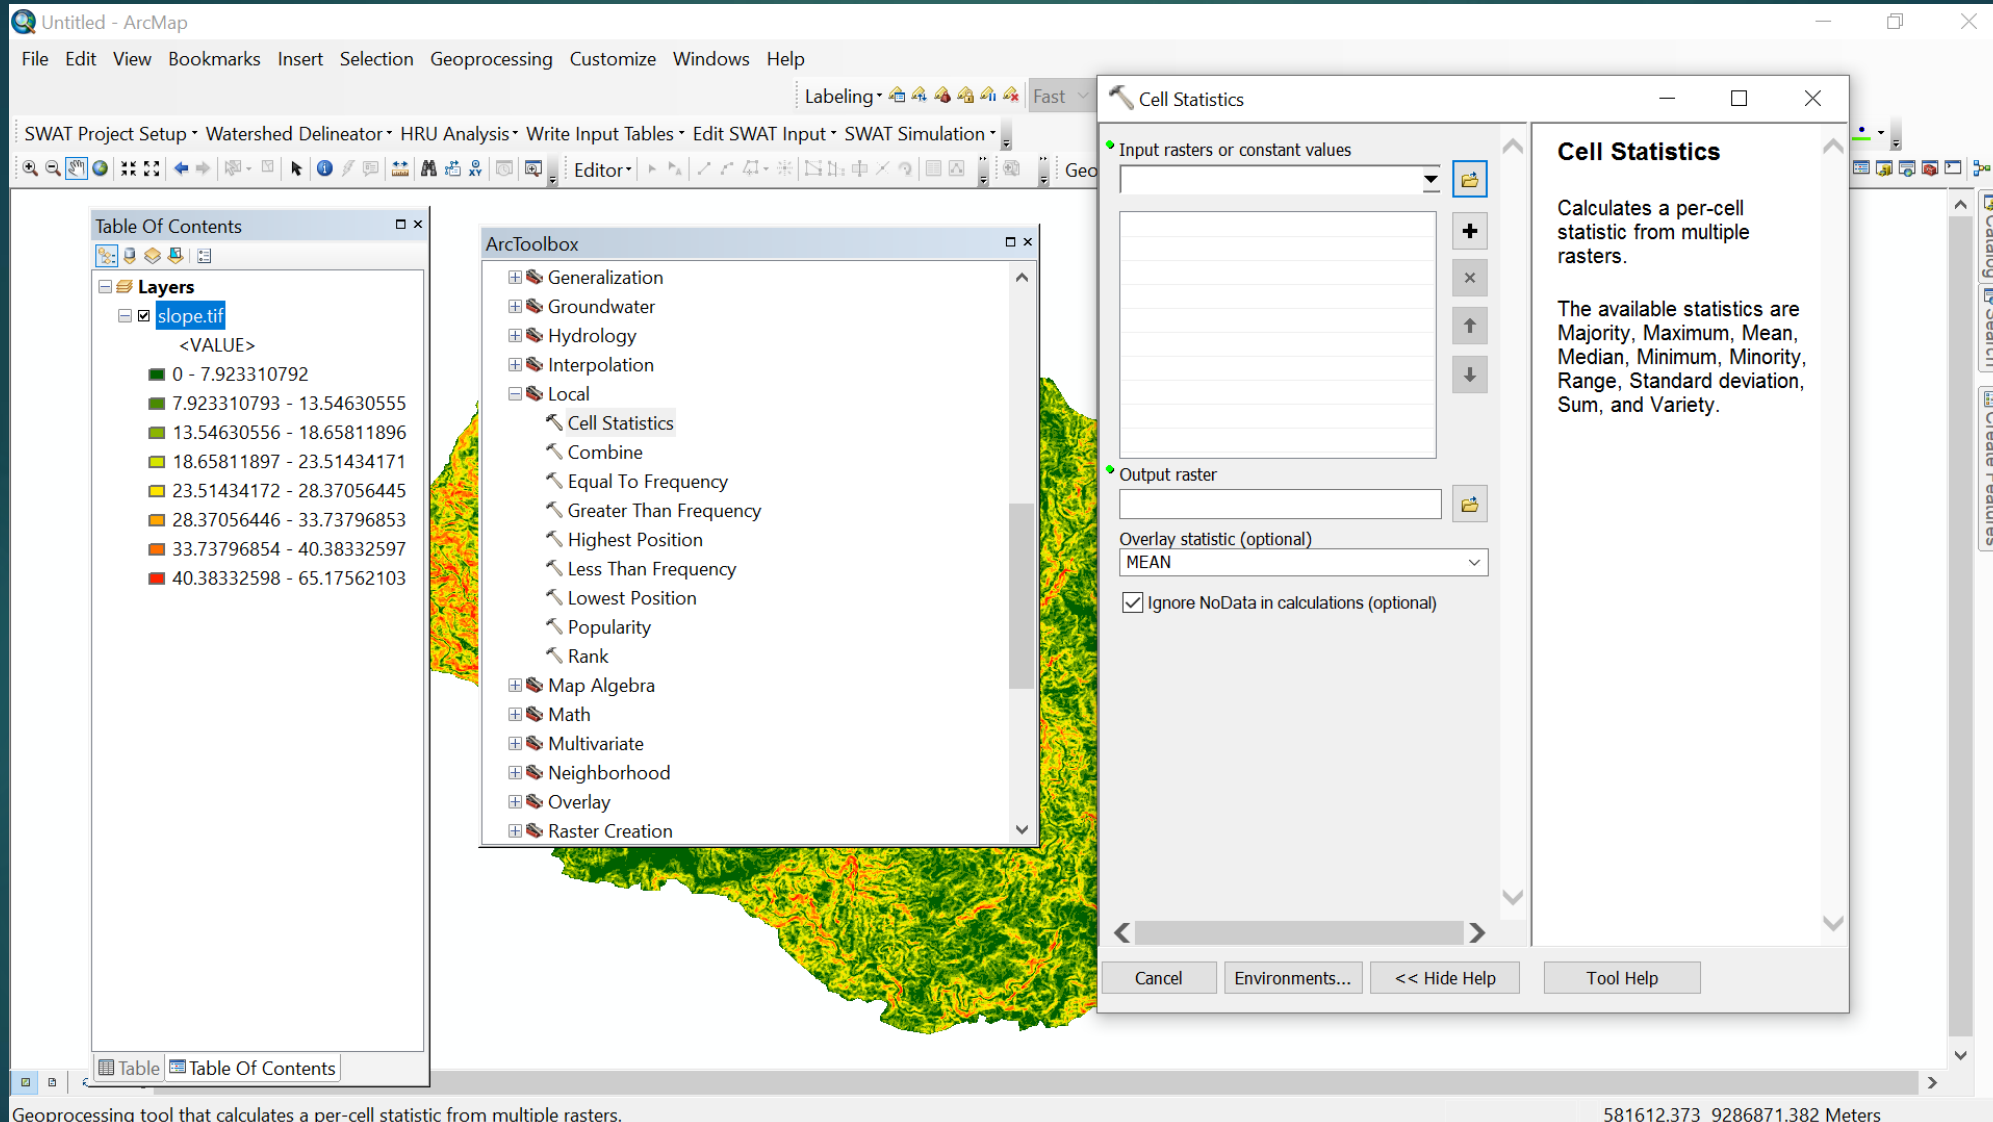 Untitled - ArcMap
File Edit View Bookmarks Insert Selection Geoprocessing Customize Windows Help
Labeling Fast
SWAT Project Setup Watershed Delineator HRU Analysis Write Input Tables Edit SWAT Input SWAT Simulation
Editor Geo
Table Of Contents
Layers
slope.tif
<VALUE>
0 - 7.923310792
7.923310793 - 13.54630555
13.54630556 - 18.65811896
18.65811897 - 23.51434171
23.51434172 - 28.37056445
28.37056446 - 33.73796853
33.73796854 - 40.38332597
40.38332598 - 65.17562103
Table Table Of Contents
ArcToolbox
Generalization
Groundwater
Hydrology
Interpolation
Local
Cell Statistics
Combine
Equal To Frequency
Greater Than Frequency
Highest Position
Less Than Frequency
Lowest Position
Popularity
Rank
Map Algebra
Math
Multivariate
Neighborhood
Overlay
Raster Creation
Cell Statistics
Input rasters or constant values
Output raster
Overlay statistic (optional)
MEAN
Ignore NoData in calculations (optional)
Cancel Environments... << Hide Help Tool Help
Cell Statistics
Calculates a per-cell
statistic from multiple
rasters.
The available statistics are
Majority, Maximum, Mean,
Median, Minimum, Minority,
Range, Standard deviation,
Sum, and Variety.
Catalog
Search
Create Features
Geoprocessing tool that calculates a per-cell statistic from multiple rasters.
581612.373 9286871.382 Meters